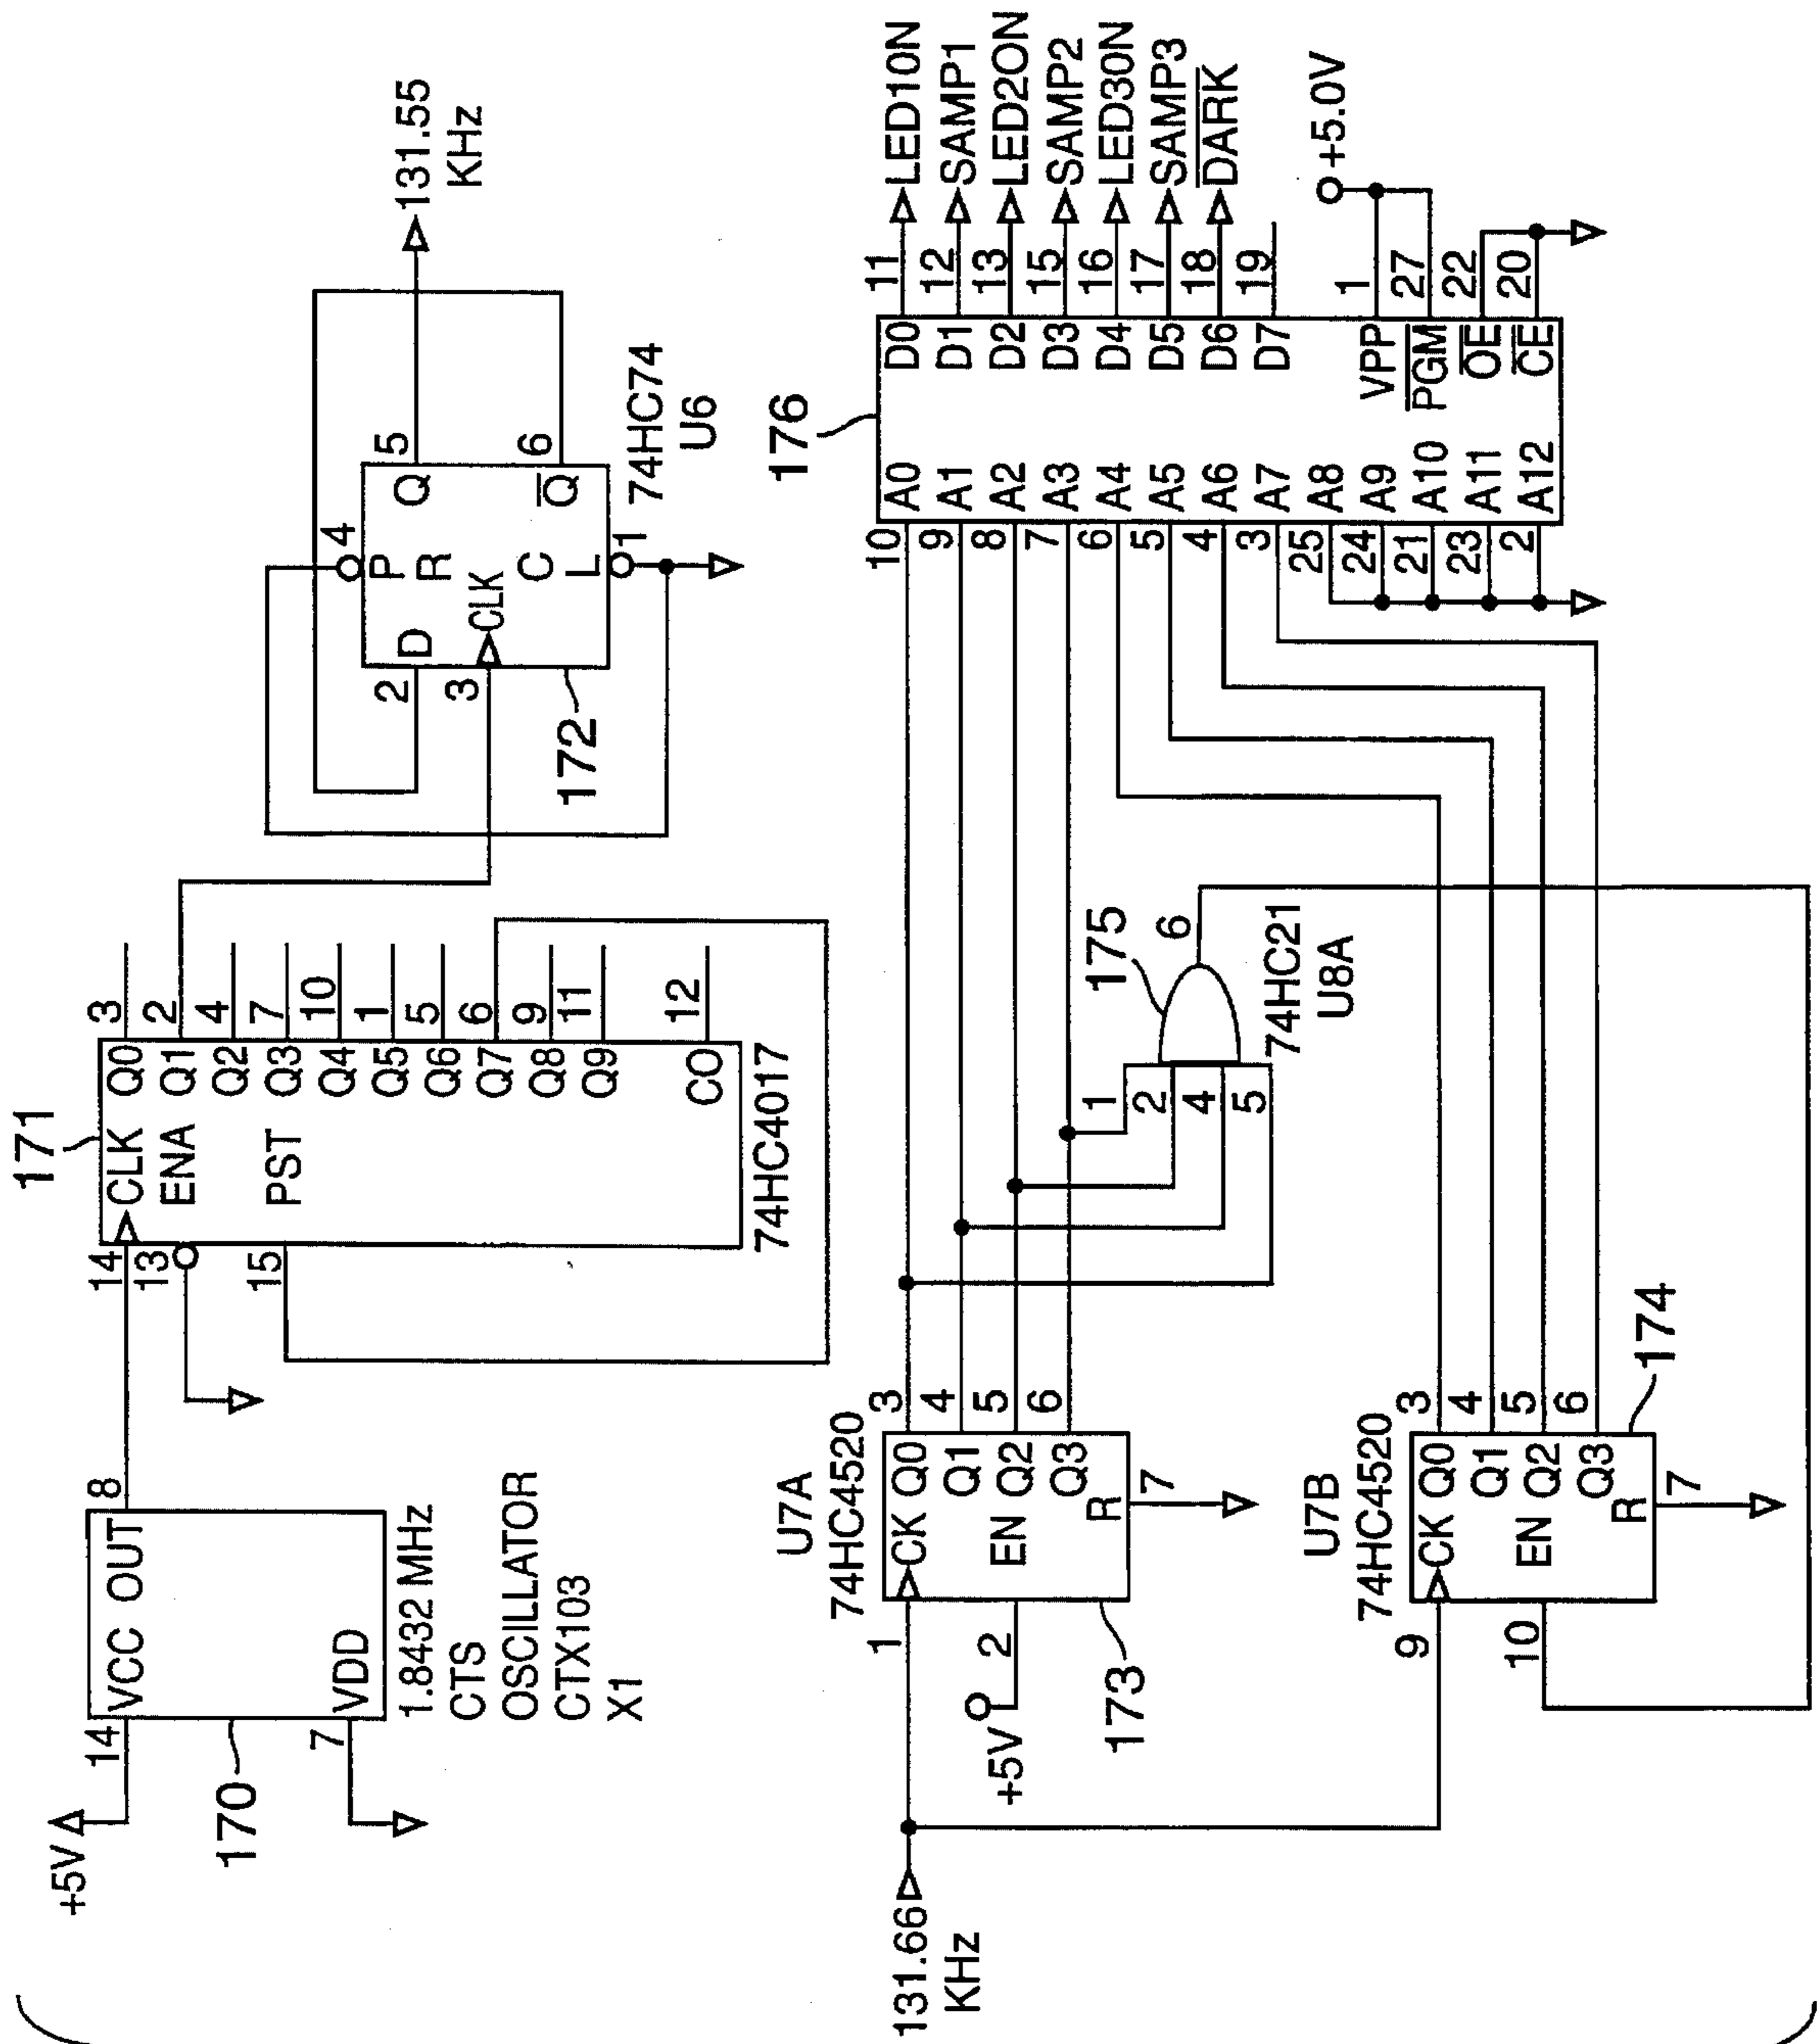 +5V
14 VCC OUT 8
170
7 VDD
1.8432 MHz
CTS
OSCILLATOR
CTX103
X1
171
14 CLK Q0 3
13 ENA Q1 2
Q2 4
15 PST Q3 7
Q4 10
Q5 1
Q6 5
Q7 6
Q8 9
Q9 11
CO 12
74HC4017
4
P
R
2 D Q 5
3 CLK
C
L
Q 6
1
172
74HC74
U6
131.55
KHz
131.66
KHz
U7A
74HC4520
1 CK Q0 3
Q1 4
+5V
2 EN Q2 5
Q3 6
R 7
173
U7B
74HC4520
9 CK Q0 3
Q1 4
10 EN Q2 5
Q3 6
R 7
174
175
1
2
4
5
6
74HC21
U8A
176
10 A0 D0 11 LED10N
9 A1 D1 12 SAMP1
8 A2 D2 13 LED2ON
7 A3 D3 15 SAMP2
6 A4 D4 16 LED30N
5 A5 D5 17 SAMP3
4 A6 D6 18 DARK
3 A7 D7 19
25 A8
24 A9 VPP 1 +5.0V
21 A10 PGM 27
23 A11 OE 22
2 A12 CE 20